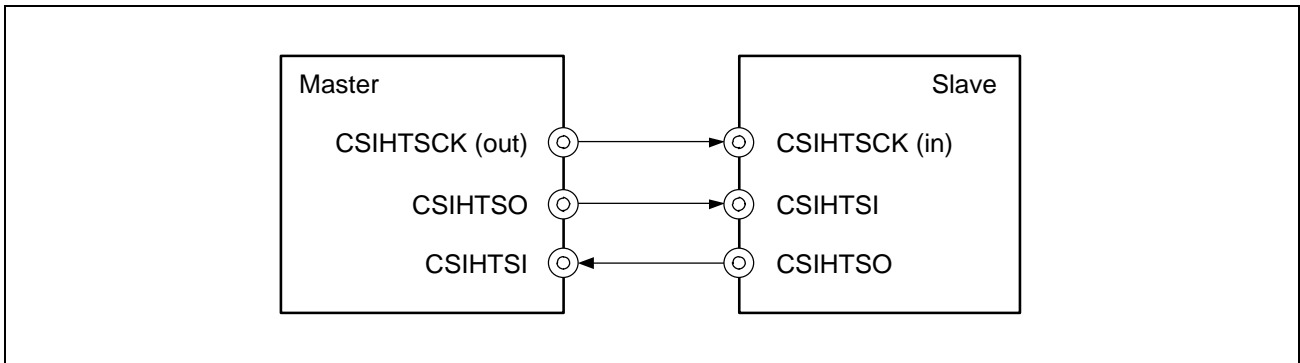 Master
Slave
CSIHTSCK (out)
CSIHTSCK (in)
CSIHTSO
CSIHTSI
CSIHTSI
CSIHTSO